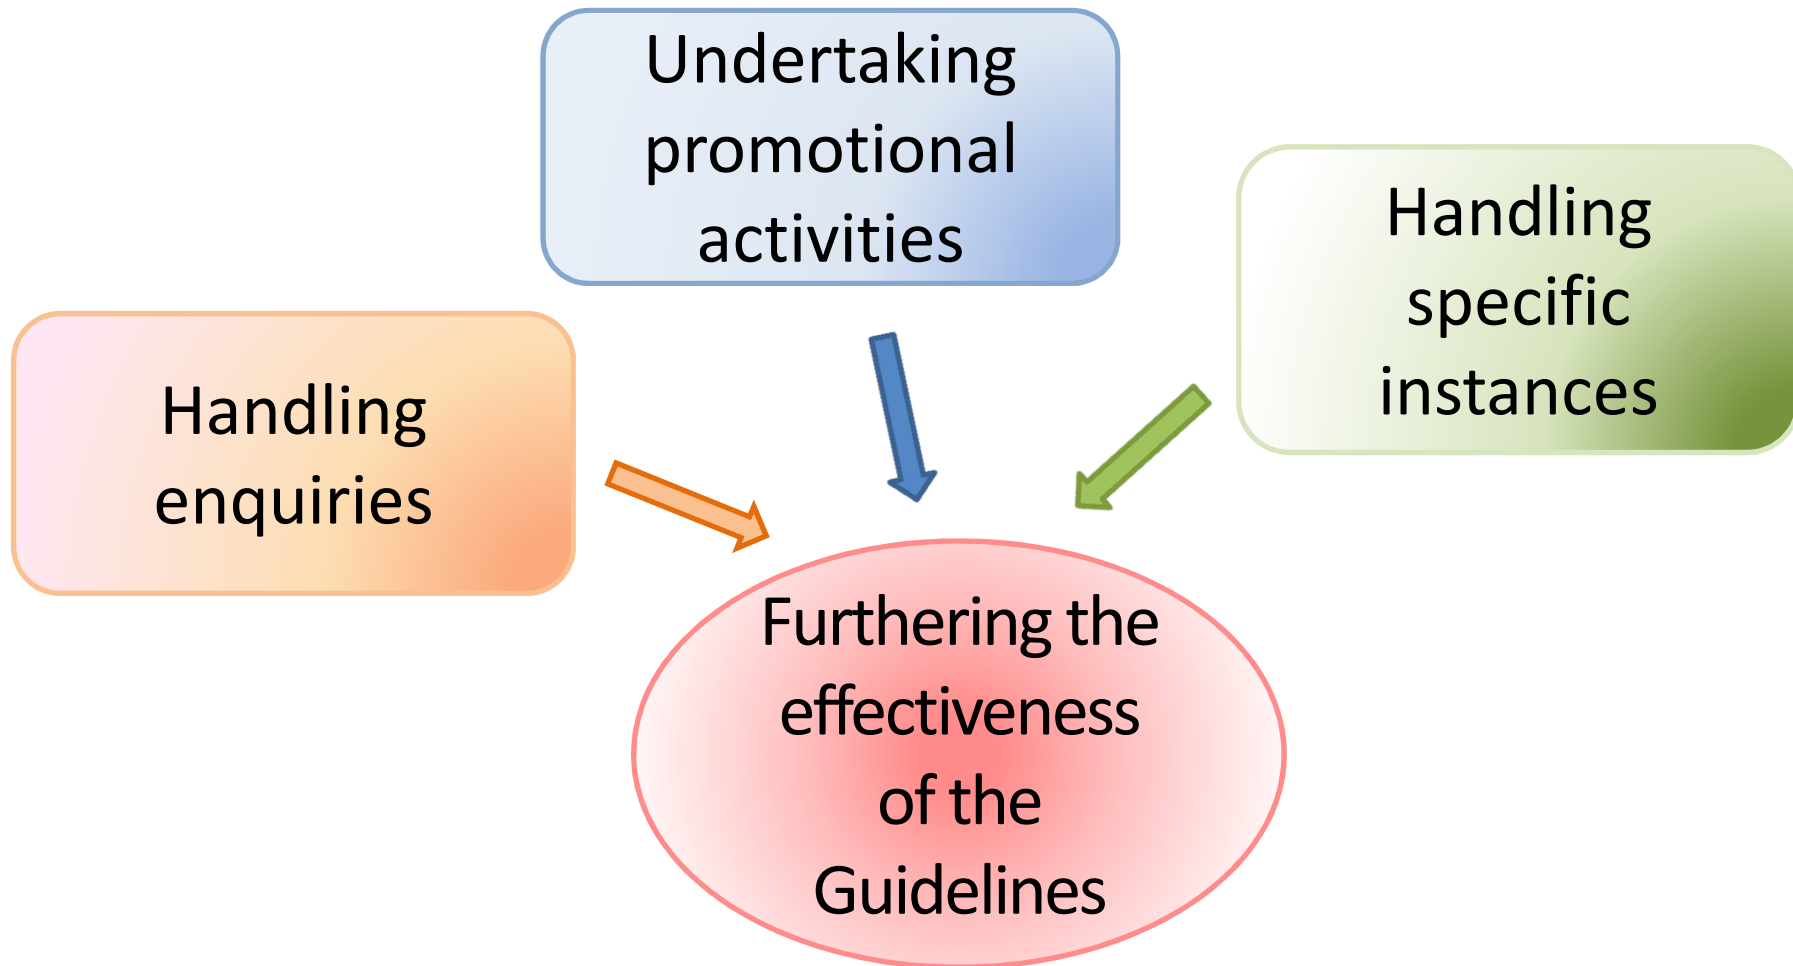 Undertaking
promotional
activities
Handling
specific
instances
Handling
enquiries
Furthering the
effectiveness
of the
Guidelines